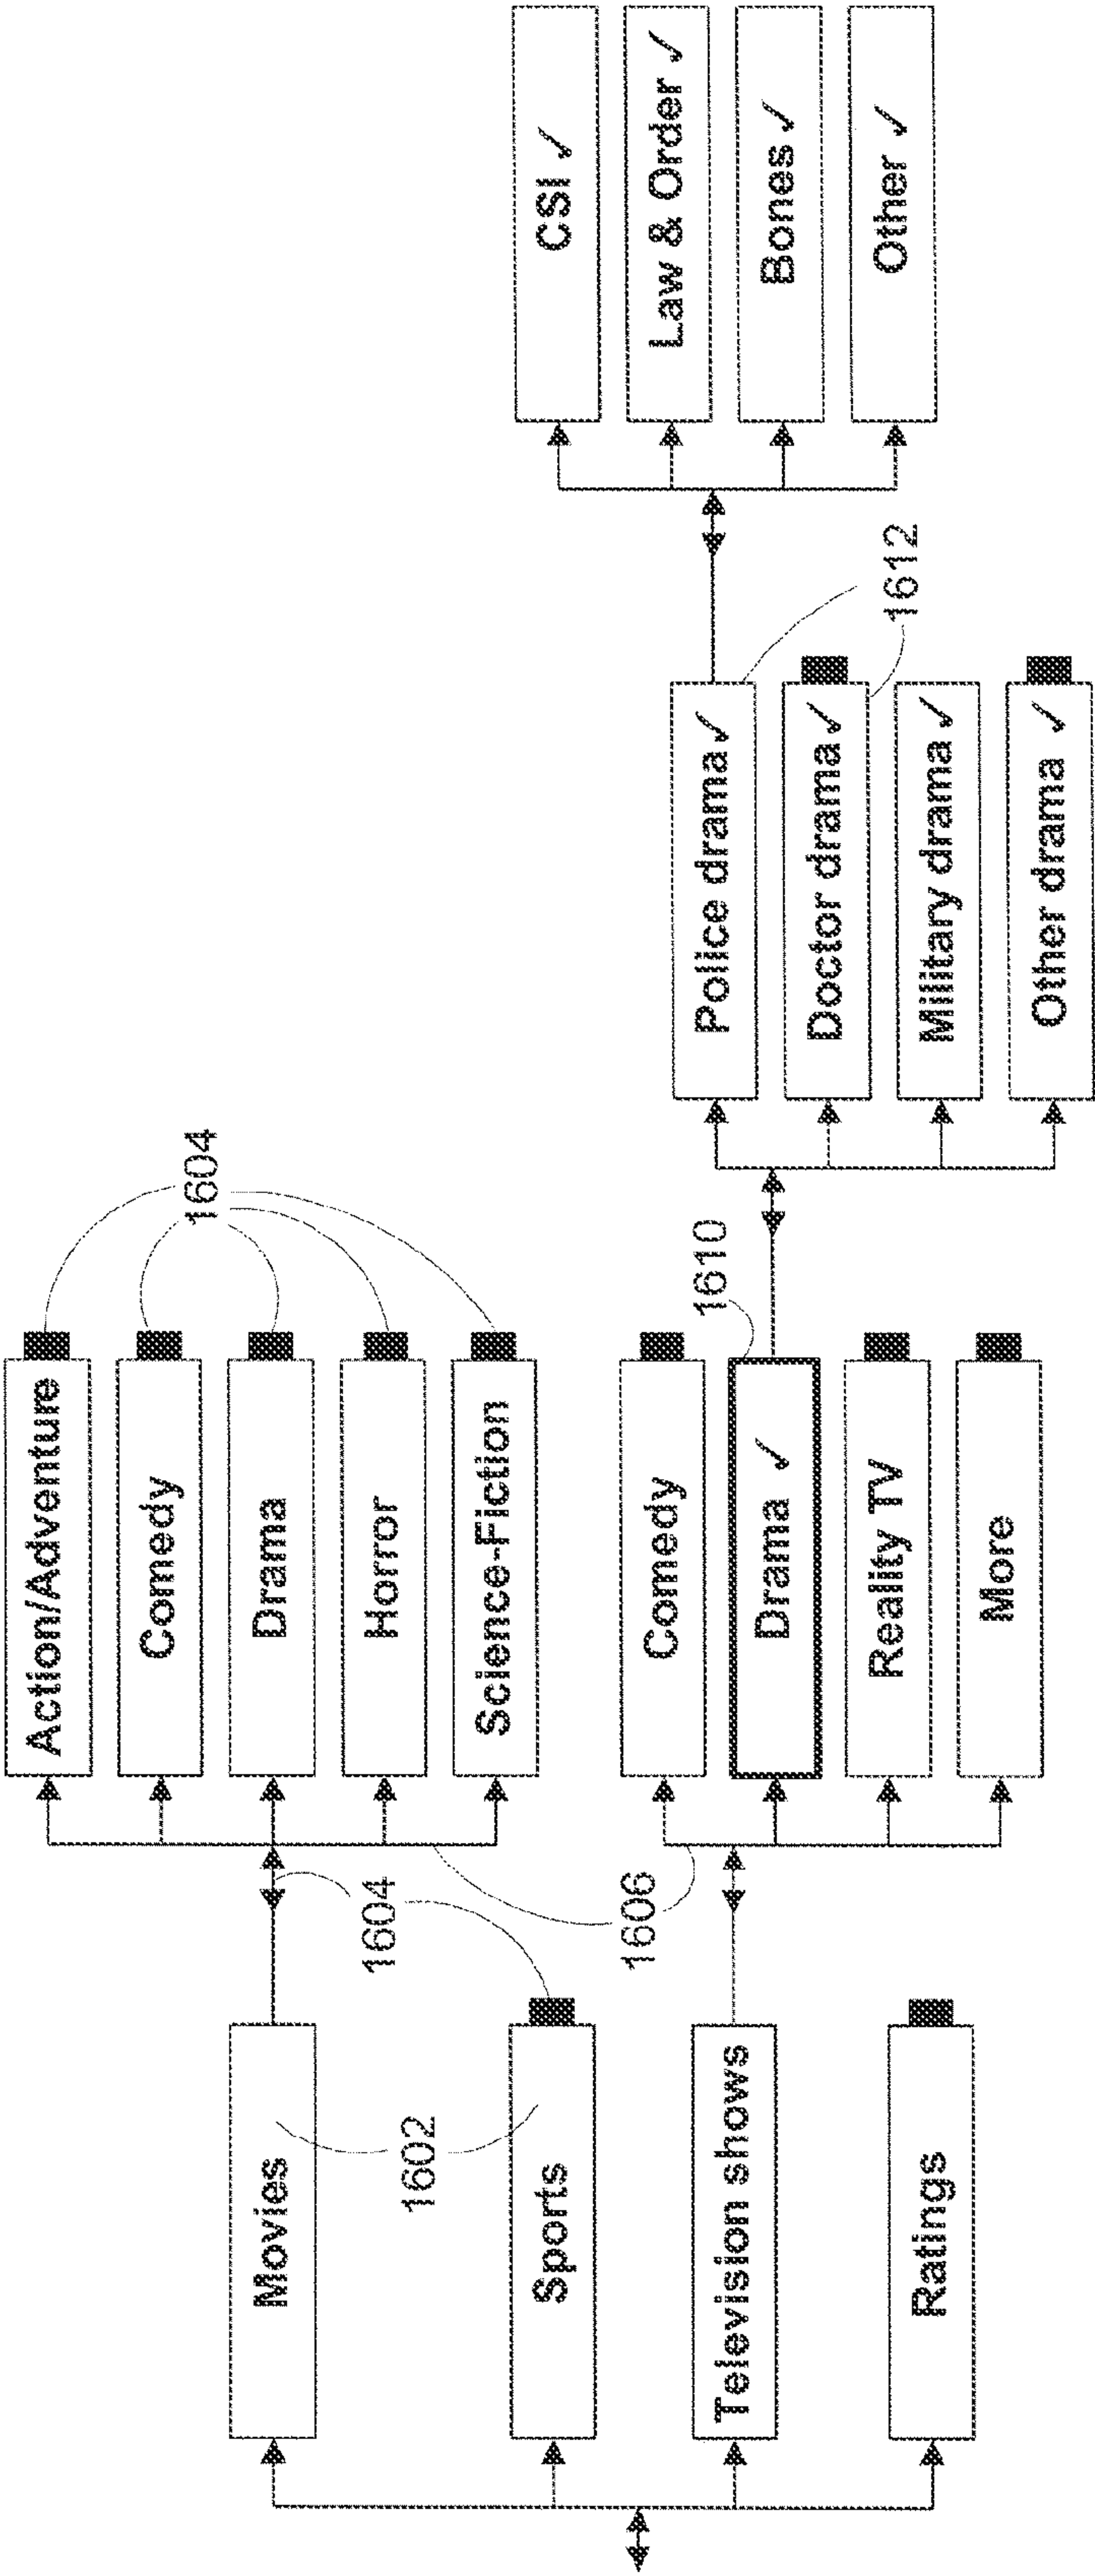 Movies
Sports
Television shows
Ratings
1602
1604
1606
Action/Adventure
Comedy
Drama
Horror
Science-Fiction
1604
Comedy
Drama ✓
Reality TV
More
1610
Police drama ✓
Doctor drama ✓
Military drama ✓
Other drama ✓
1612
CSI ✓
Law & Order ✓
Bones ✓
Other ✓